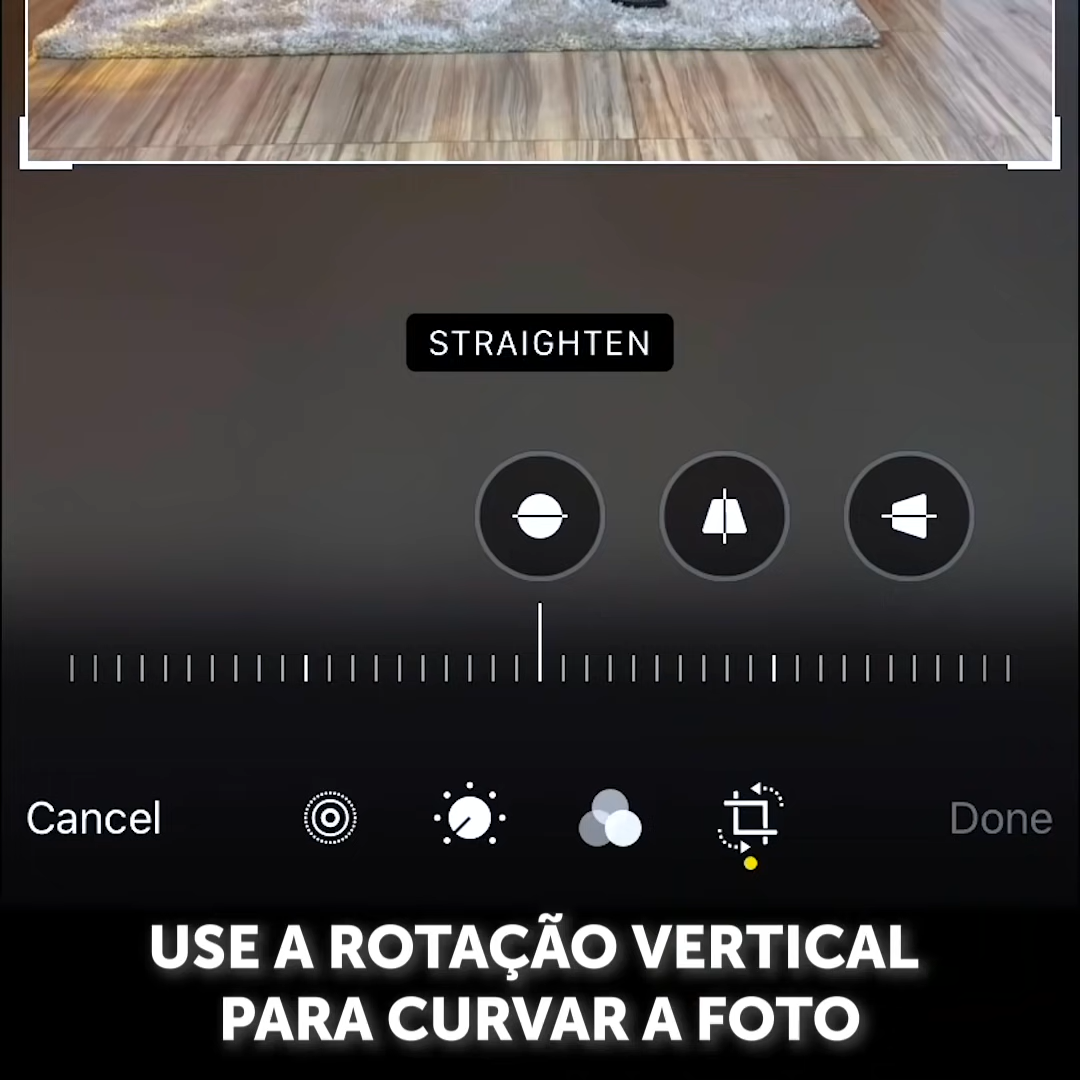 STRAIGHTEN
Cancel
Done
USE A ROTAÇÃO VERTICAL
PARA CURVAR A FOTO